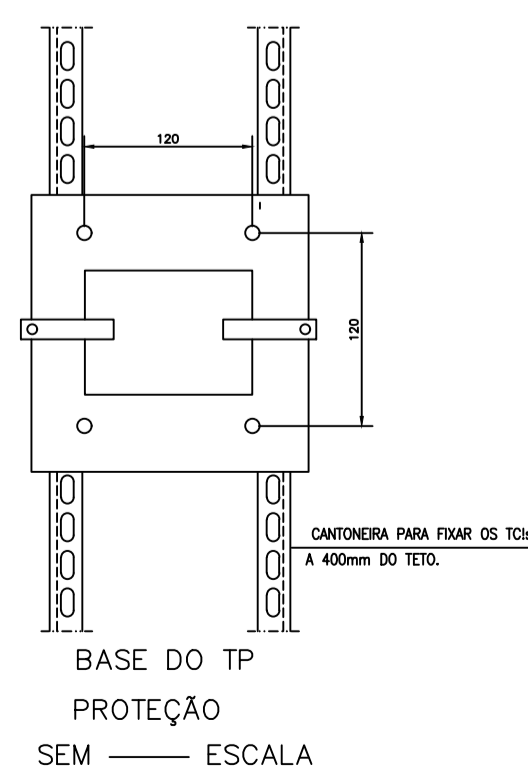 120
120
CANTONEIRA PARA FIXAR OS TC!s
A 400mm DO TETO.
BASE DO TP
PROTEÇÃO
SEM —— ESCALA